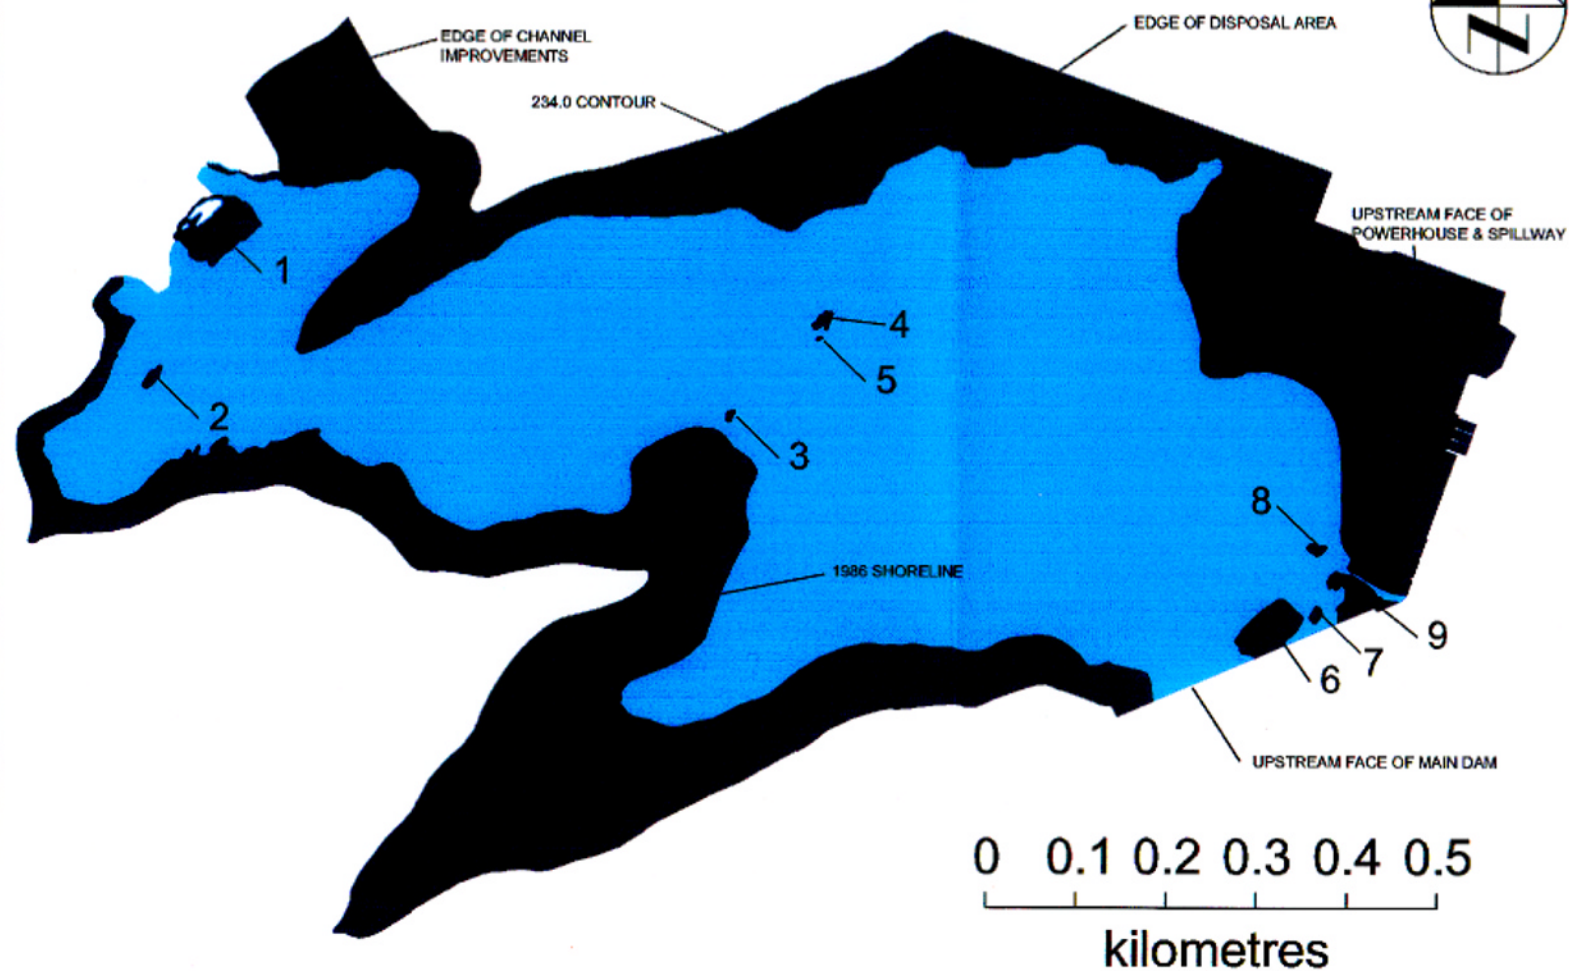 EDGE OF CHANNEL
IMPROVEMENTS
EDGE OF DISPOSAL AREA
234.0 CONTOUR
N
UPSTREAM FACE OF
POWERHOUSE & SPILLWAY
1
2
3
4
5
8
1986 SHORELINE
9
7
6
UPSTREAM FACE OF MAIN DAM
0 0.1 0.2 0.3 0.4 0.5
kilometres